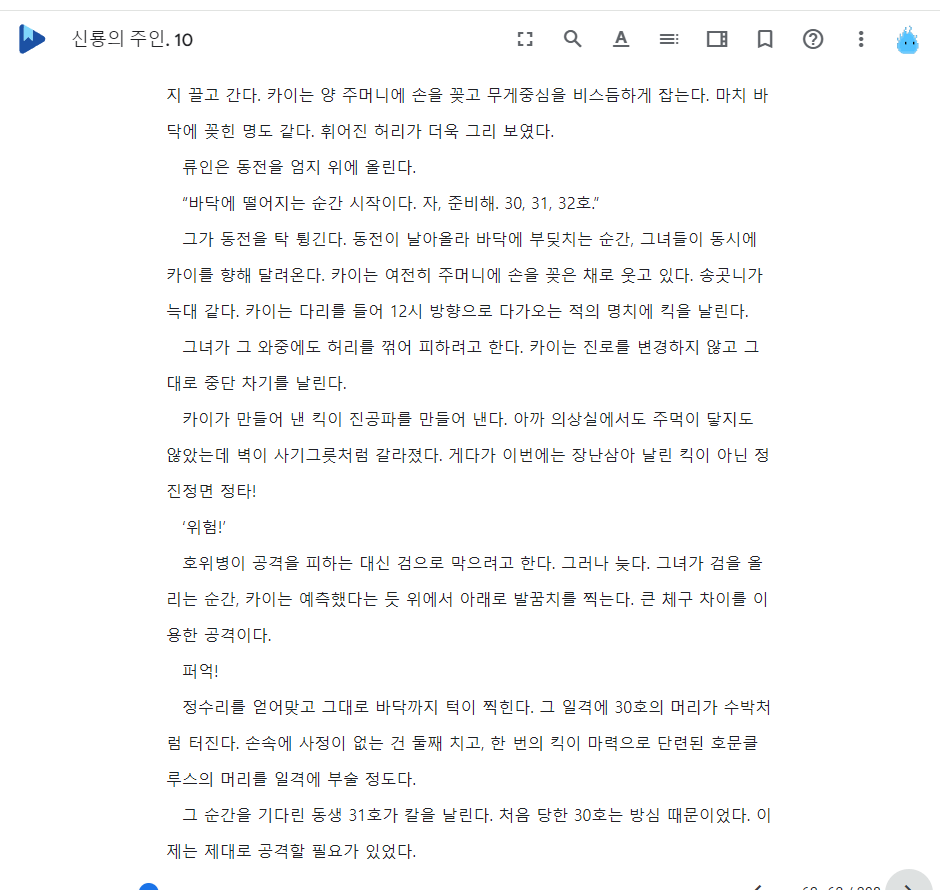 신룡의 주인. 10
지 끌고 간다. 카이는 양 주머니에 손을 꽂고 무게중심을 비스듬하게 잡는다. 마치 바
닥에 꽂힌 명도 같다. 휘어진 허리가 더욱 그리 보였다.
류인은 동전을 엄지 위에 올린다.
“바닥에 떨어지는 순간 시작이다. 자, 준비해. 30, 31, 32호.”
그가 동전을 탁 튕긴다. 동전이 날아올라 바닥에 부딪치는 순간, 그녀들이 동시에
카이를 향해 달려온다. 카이는 여전히 주머니에 손을 꽂은 채로 웃고 있다. 송곳니가
늑대 같다. 카이는 다리를 들어 12시 방향으로 다가오는 적의 명치에 킥을 날린다.
그녀가 그 와중에도 허리를 꺾어 피하려고 한다. 카이는 진로를 변경하지 않고 그
대로 중단 차기를 날린다.
카이가 만들어 낸 킥이 진공파를 만들어 낸다. 아까 의상실에서도 주먹이 닿지도
않았는데 벽이 사기그릇처럼 갈라졌다. 게다가 이번에는 장난삼아 날린 킥이 아닌 정
진정면 정타!
‘위험!’
호위병이 공격을 피하는 대신 검으로 막으려고 한다. 그러나 늦다. 그녀가 검을 올
리는 순간, 카이는 예측했다는 듯 위에서 아래로 발꿈치를 찍는다. 큰 체구 차이를 이
용한 공격이다.
퍼억!
정수리를 얻어맞고 그대로 바닥까지 턱이 찍힌다. 그 일격에 30호의 머리가 수박처
럼 터진다. 손속에 사정이 없는 건 둘째 치고, 한 번의 킥이 마력으로 단련된 호문클
루스의 머리를 일격에 부술 정도다.
그 순간을 기다린 동생 31호가 칼을 날린다. 처음 당한 30호는 방심 때문이었다. 이
제는 제대로 공격할 필요가 있었다.